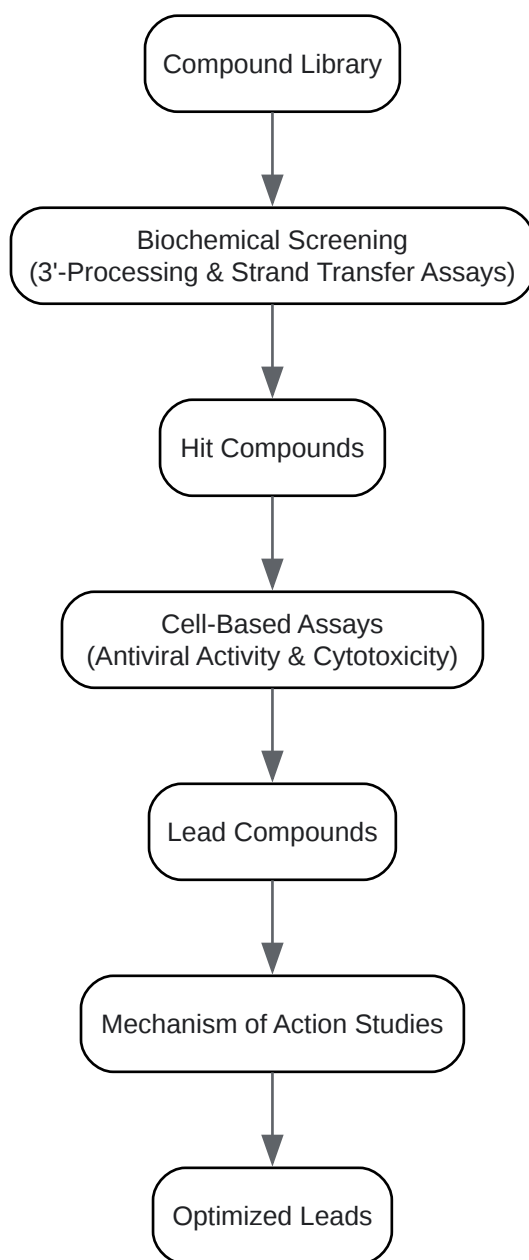 Compound Library
Biochemical Screening
(3'-Processing & Strand Transfer Assays)
Hit Compounds
Cell-Based Assays
(Antiviral Activity & Cytotoxicity)
Lead Compounds
Mechanism of Action Studies
Optimized Leads